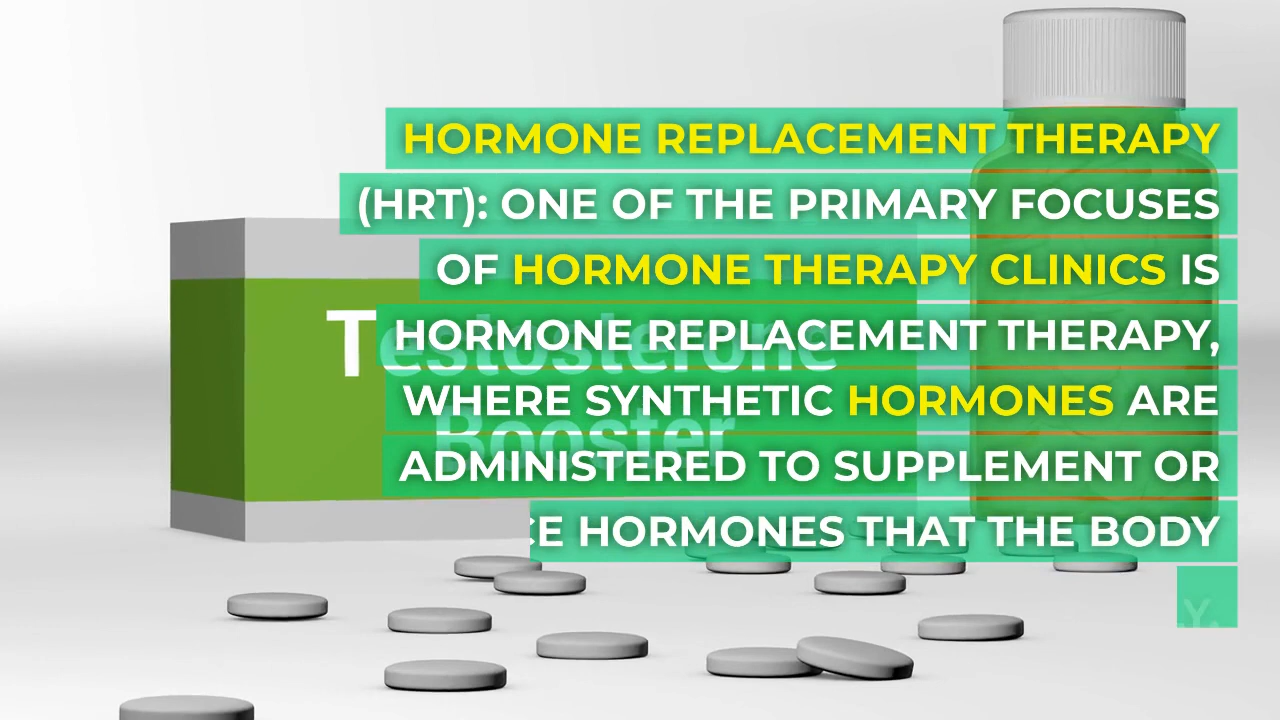 HORMONE REPLACEMENT THERAPY
(HRT): ONE OF THE PRIMARY FOCUSES
OF HORMONE THERAPY CLINICS IS
HORMONE REPLACEMENT THERAPY,
WHERE SYNTHETIC HORMONES ARE
ADMINISTERED TO SUPPLEMENT OR
HORMONES THAT THE BODY
Testosterone
Booster